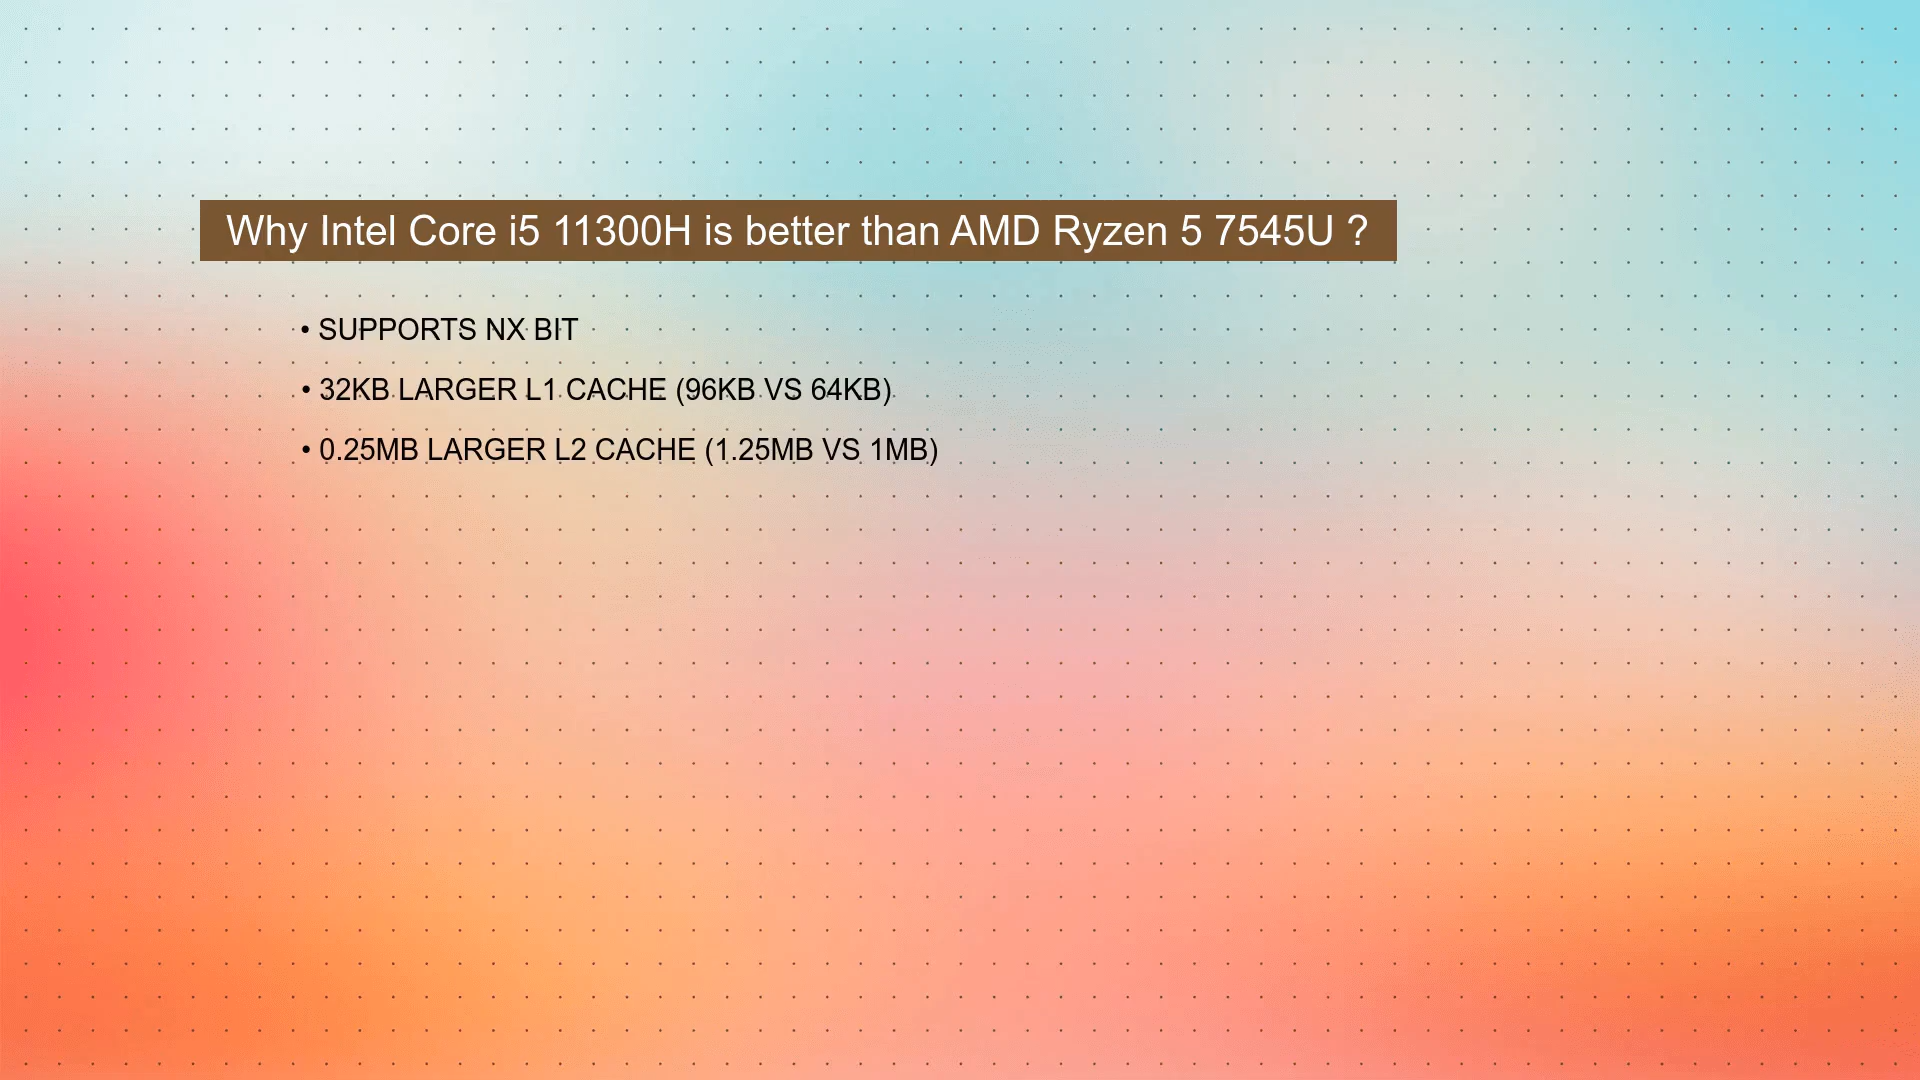 Why Intel Core i5 11300H is better than AMD Ryzen 5 7545U ?
• SUPPORTS NX BIT
• 32KB LARGER L1 CACHE (96KB VS 64KB)
• 0.25MB LARGER L2 CACHE (1.25MB VS 1MB)